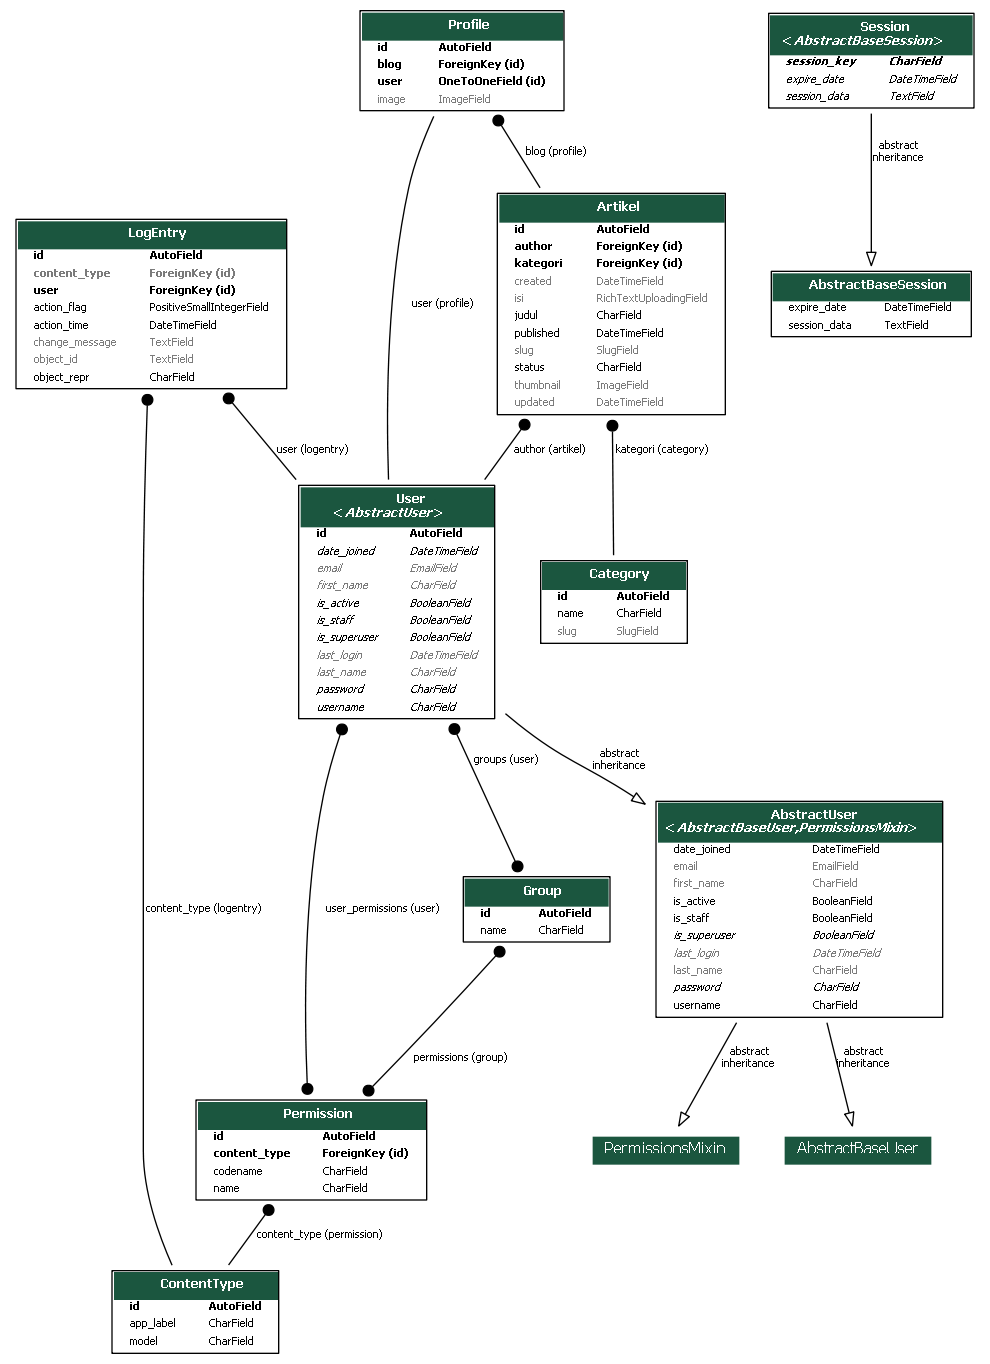 Profile
id AutoField
blog ForeignKey (id)
user OneToOneField (id)
image ImageField
Session
<AbstractBaseSession>
session_key CharField
expire_date DateTimeField
session_data TextField
blog (profile)
abstract
inheritance
LogEntry
id AutoField
content_type ForeignKey (id)
user ForeignKey (id)
action_flag PositiveSmallIntegerField
action_time DateTimeField
change_message TextField
object_id TextField
object_repr CharField
user (profile)
Artikel
id AutoField
author ForeignKey (id)
kategori ForeignKey (id)
created DateTimeField
isi RichTextUploadingField
judul CharField
published DateTimeField
slug SlugField
status CharField
thumbnail ImageField
updated DateTimeField
AbstractBaseSession
expire_date DateTimeField
session_data TextField
user (logentry)
author (artikel)
kategori (category)
User
<AbstractUser>
id AutoField
date_joined DateTimeField
email EmailField
first_name CharField
is_active BooleanField
is_staff BooleanField
is_superuser BooleanField
last_login DateTimeField
last_name CharField
password CharField
username CharField
Category
id AutoField
name CharField
slug SlugField
groups (user)
abstract
inheritance
AbstractUser
<AbstractBaseUser,PermissionsMixin>
date_joined DateTimeField
email EmailField
first_name CharField
is_active BooleanField
is_staff BooleanField
is_superuser BooleanField
last_login DateTimeField
last_name CharField
password CharField
username CharField
content_type (logentry)
user_permissions (user)
Group
id AutoField
name CharField
permissions (group)
abstract
inheritance
abstract
inheritance
Permission
id AutoField
content_type ForeignKey (id)
codename CharField
name CharField
PermissionsMixin
AbstractBaseUser
content_type (permission)
ContentType
id AutoField
app_label CharField
model CharField